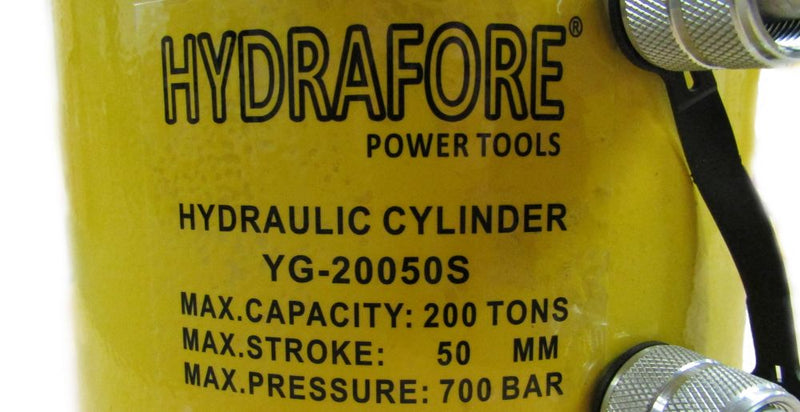 HYDRAFORE®
POWER TOOLS
HYDRAULIC CYLINDER
YG-20050S
MAX.CAPACITY: 200 TONS
MAX.STROKE: 50 MM
MAX.PRESSURE: 700 BAR